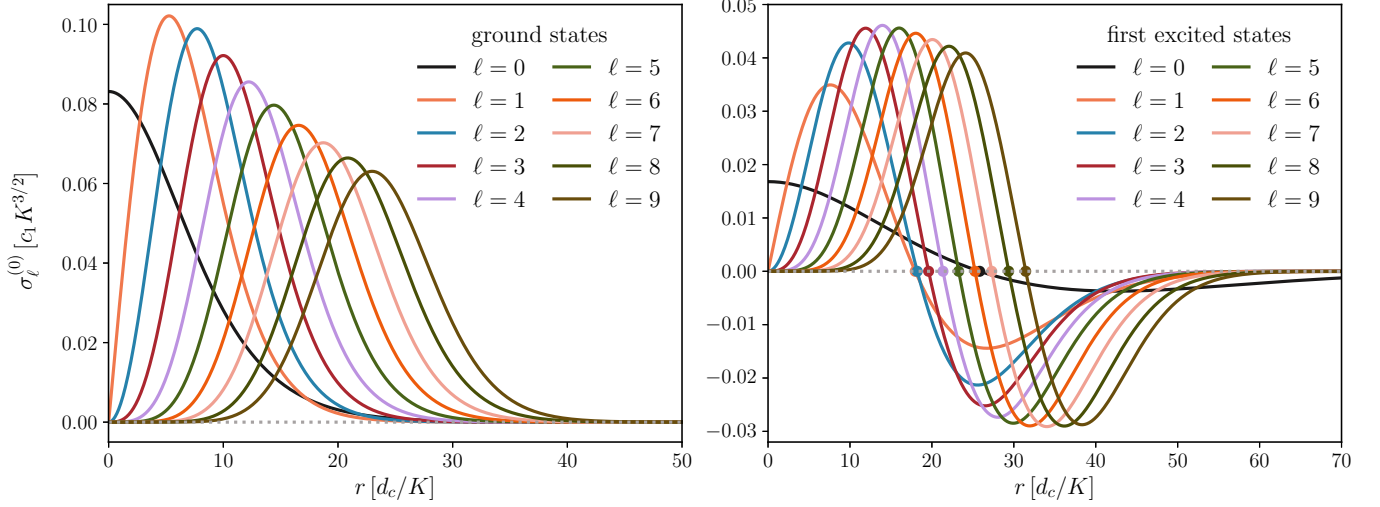 ground states
ℓ = 0 ℓ = 5
ℓ = 1 ℓ = 6
ℓ = 2 ℓ = 7
ℓ = 3 ℓ = 8
ℓ = 4 ℓ = 9
0.10
0.08
0.06
0.04
0.02
0.00
σ_ℓ^{(0)} [c_1 K^{3/2}]
0 10 20 30 40 50
r [d_c/K]
first excited states
ℓ = 0 ℓ = 5
ℓ = 1 ℓ = 6
ℓ = 2 ℓ = 7
ℓ = 3 ℓ = 8
ℓ = 4 ℓ = 9
0.05
0.04
0.03
0.02
0.01
0.00
−0.01
−0.02
−0.03
0 10 20 30 40 50 60 70
r [d_c/K]